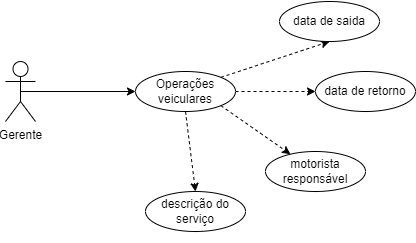 data de saida
Operações
veiculares
data de retorno
Gerente
motorista
responsável
descrição do
serviço